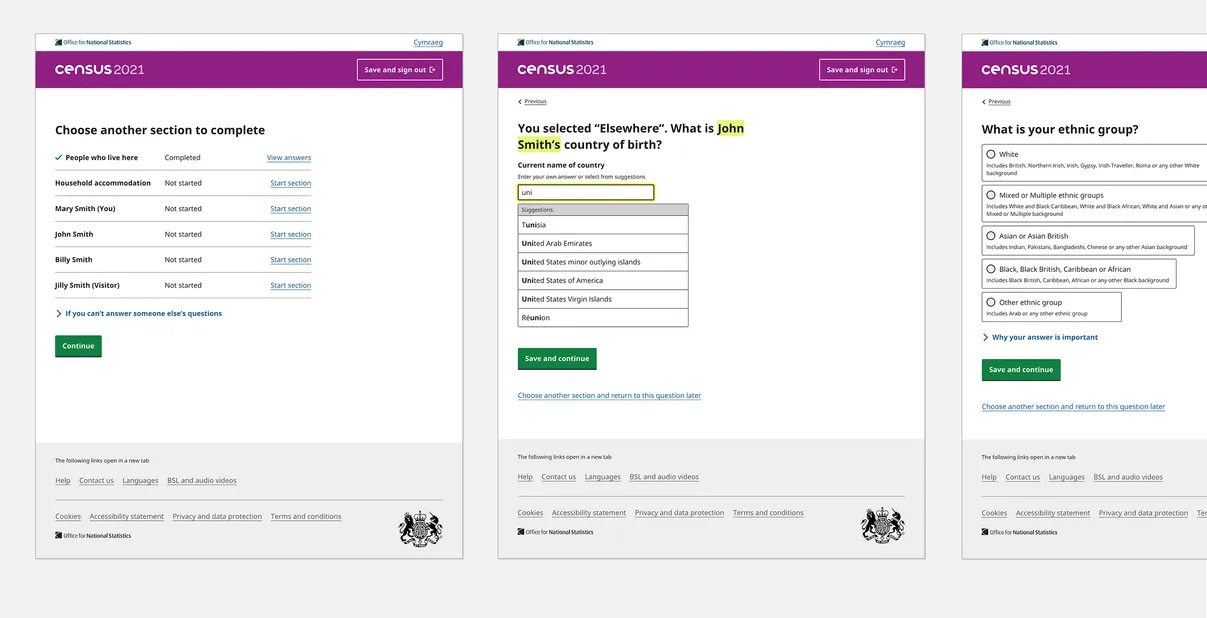 Office for National Statistics
Cymraeg
census 2021
Save and sign out
Choose another section to complete
People who live here Completed View answers
Household accommodation Not started Start section
Mary Smith (You) Not started Start section
John Smith Not started Start section
Billy Smith Not started Start section
Jilly Smith (Visitor) Not started Start section
If you can't answer someone else's questions
Continue
The following links open in a new tab
Help Contact us Languages BSL and audio videos
Cookies Accessibility statement Privacy and data protection Terms and conditions
Office for National Statistics
Office for National Statistics
Cymraeg
census 2021
Save and sign out
Previous
You selected “Elsewhere”. What is John
Smith’s country of birth?
Current name of country
Enter your own answer or select from suggestions
uni
Suggestions
Tunisia
United Arab Emirates
United States minor outlying islands
United States of America
United States Virgin Islands
Réunion
Save and continue
Choose another section and return to this question later
The following links open in a new tab
Help Contact us Languages BSL and audio videos
Cookies Accessibility statement Privacy and data protection Terms and conditions
Office for National Statistics
Office for National Statistics
census 2021
Previous
What is your ethnic group?
White
Includes British, Northern Irish, Irish, Gypsy, Irish Traveller, Roma or any other White
background
Mixed or Multiple ethnic groups
Includes White and Black Caribbean, White and Black African, White and Asian or any
Mixed or Multiple background
Asian or Asian British
Includes Indian, Pakistani, Bangladeshi, Chinese or any other Asian background
Black, Black British, Caribbean or African
Includes Black British, Caribbean, African or any other Black background
Other ethnic group
Includes Arab or any other ethnic group
Why your answer is important
Save and continue
Choose another section and return to this question later
The following links open in a new tab
Help Contact us Languages BSL and audio videos
Cookies Accessibility statement Privacy and data protection
Office for National Statistics